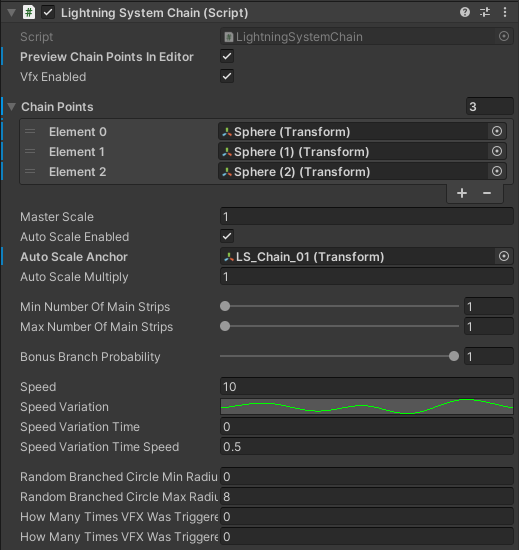 Lightning System Chain (Script)
Script LightningSystemChain
Preview Chain Points In Editor
Vfx Enabled
Chain Points 3
Element 0 Sphere (Transform)
Element 1 Sphere (1) (Transform)
Element 2 Sphere (2) (Transform)
+ −
Master Scale 1
Auto Scale Enabled
Auto Scale Anchor LS_Chain_01 (Transform)
Auto Scale Multiply 1
Min Number Of Main Strips 1
Max Number Of Main Strips 1
Bonus Branch Probability 1
Speed 10
Speed Variation
Speed Variation Time 0
Speed Variation Time Speed 0.5
Random Branched Circle Min Radiu 0
Random Branched Circle Max Radiu 8
How Many Times VFX Was Triggere 0
How Many Times VFX Was Triggere 0